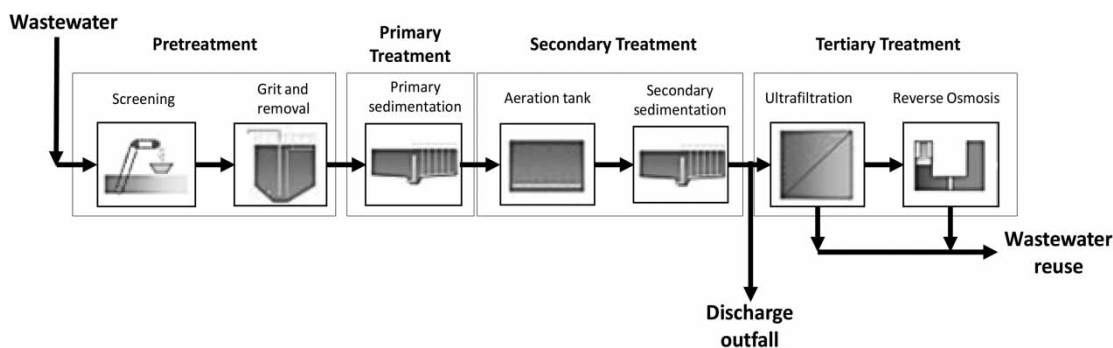 Wastewater
Pretreatment
Primary
Treatment
Secondary Treatment
Tertiary Treatment
Screening
Grit and
removal
Primary
sedimentation
Aeration tank
Secondary
sedimentation
Ultrafiltration
Reverse Osmosis
Wastewater
reuse
Discharge
outfall